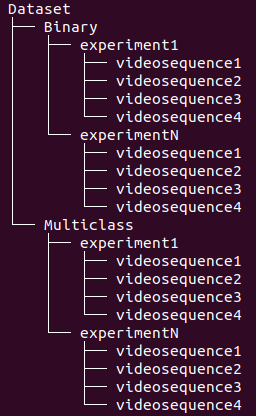 Dataset
Binary
experiment1
videosequence1
videosequence2
videosequence3
videosequence4
experimentN
videosequence1
videosequence2
videosequence3
videosequence4
Multiclass
experiment1
videosequence1
videosequence2
videosequence3
videosequence4
experimentN
videosequence1
videosequence2
videosequence3
videosequence4